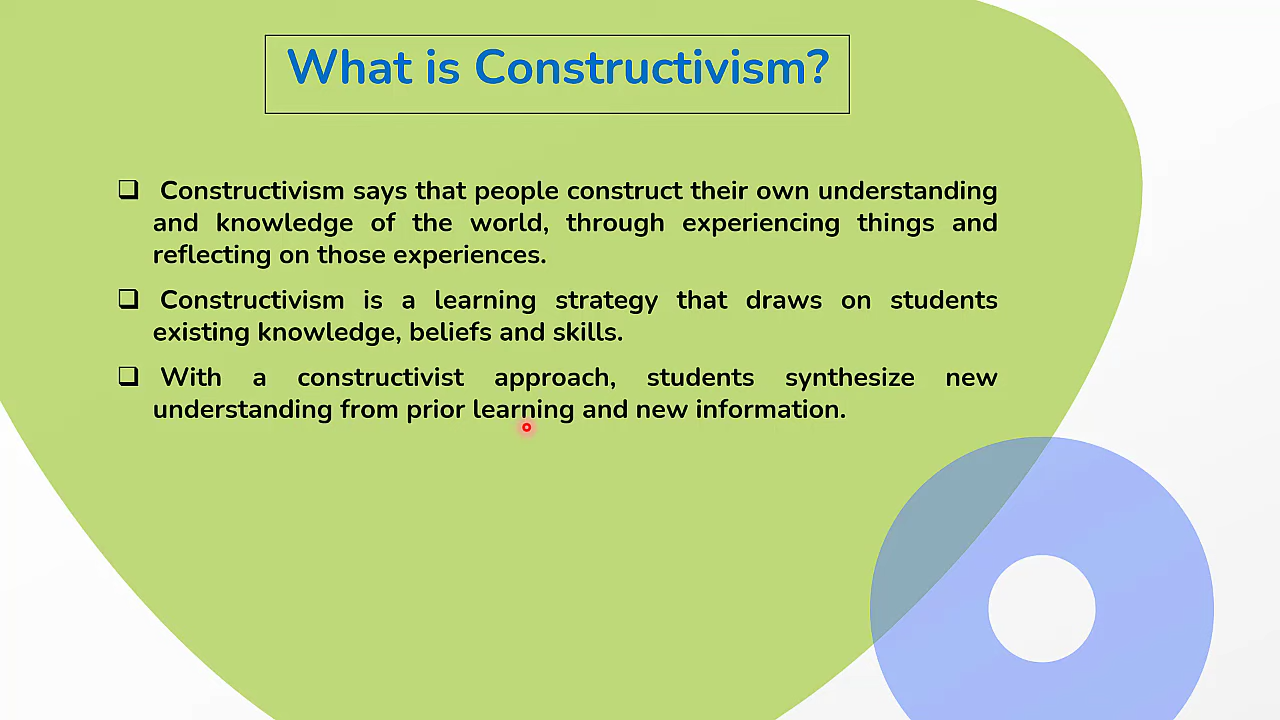 What is Constructivism?
❑ Constructivism says that people construct their own understanding
and knowledge of the world, through experiencing things and
reflecting on those experiences.
❑ Constructivism is a learning strategy that draws on students
existing knowledge, beliefs and skills.
❑ With a constructivist approach, students synthesize new
understanding from prior learning and new information.